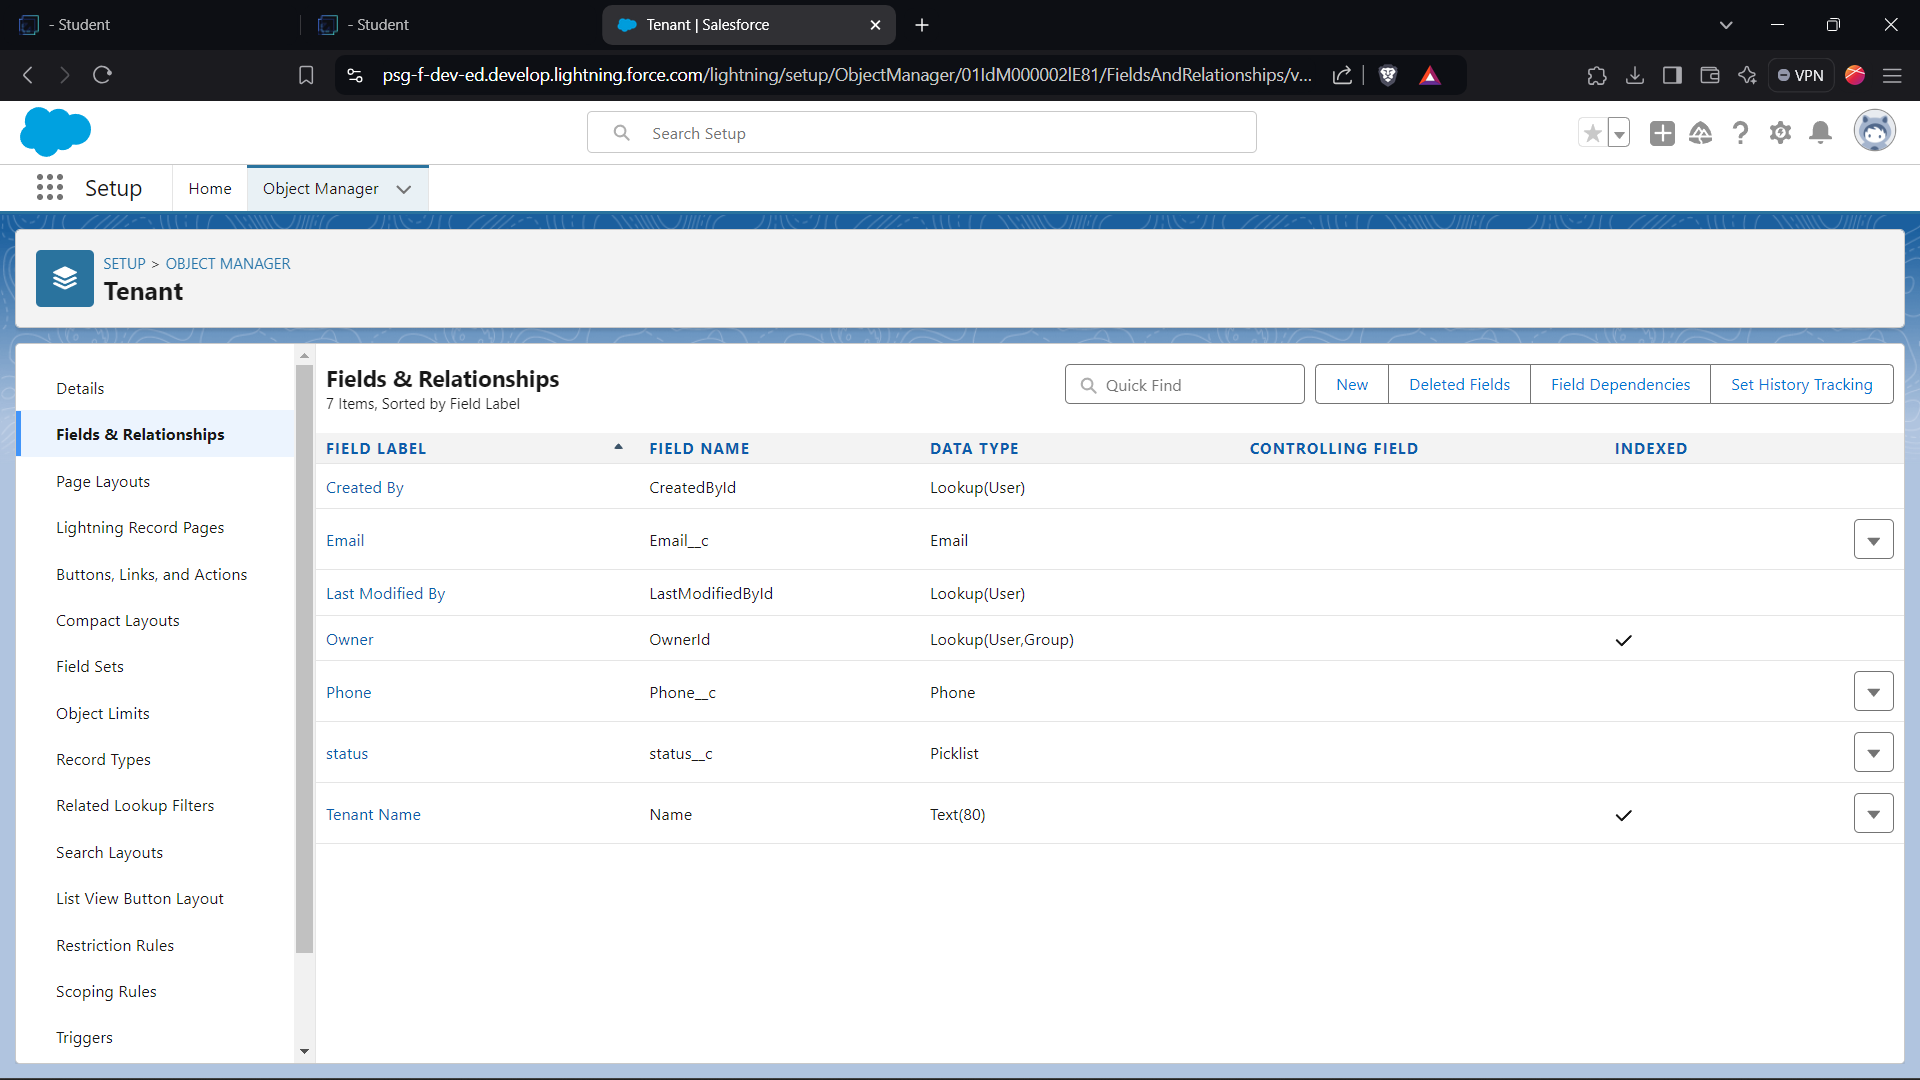 - Student
- Student
Tenant | Salesforce
psg-f-dev-ed.develop.lightning.force.com/lightning/setup/ObjectManager/01IdM000002lE81/FieldsAndRelationships/v...
VPN
Search Setup
Setup
Home
Object Manager
SETUP > OBJECT MANAGER
Tenant
Details
Fields & Relationships
Page Layouts
Lightning Record Pages
Buttons, Links, and Actions
Compact Layouts
Field Sets
Object Limits
Record Types
Related Lookup Filters
Search Layouts
List View Button Layout
Restriction Rules
Scoping Rules
Triggers
Fields & Relationships
7 Items, Sorted by Field Label
Quick Find
New
Deleted Fields
Field Dependencies
Set History Tracking
FIELD LABEL FIELD NAME DATA TYPE CONTROLLING FIELD INDEXED
Created By CreatedById Lookup(User)
Email Email__c Email
Last Modified By LastModifiedById Lookup(User)
Owner OwnerId Lookup(User,Group)
Phone Phone__c Phone
status status__c Picklist
Tenant Name Name Text(80)